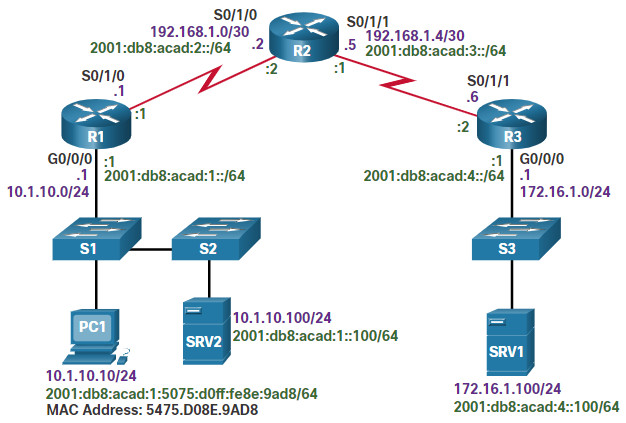 S0/1/0
192.168.1.0/30
2001:db8:acad:2::/64
.2
:2
R2
S0/1/1
192.168.1.4/30
.5
2001:db8:acad:3::/64
:1
S0/1/0
.1
:1
R1
S0/1/1
.6
:2
R3
G0/0/0
:1
.1
2001:db8:acad:1::/64
10.1.10.0/24
:1
G0/0/0
2001:db8:acad:4::/64
.1
172.16.1.0/24
S1
S2
S3
PC1
10.1.10.100/24
2001:db8:acad:1::100/64
SRV2
SRV1
10.1.10.10/24
2001:db8:acad:1:5075:d0ff:fe8e:9ad8/64
MAC Address: 5475.D08E.9AD8
172.16.1.100/24
2001:db8:acad:4::100/64